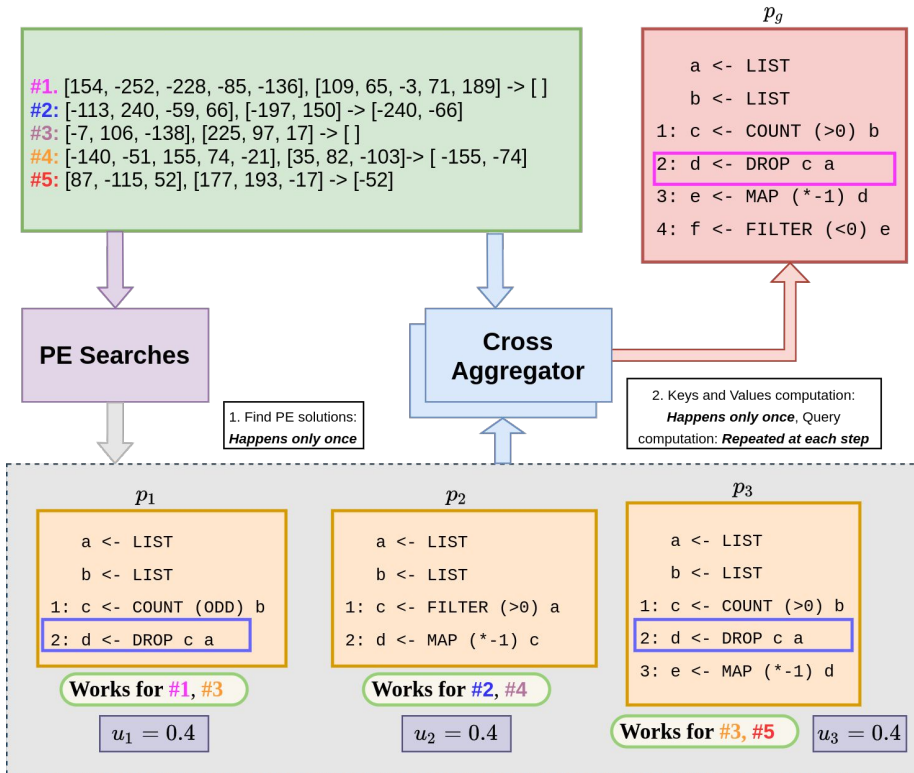 p_g
#1. [154, -252, -228, -85, -136], [109, 65, -3, 71, 189] -> [ ]
#2: [-113, 240, -59, 66], [-197, 150] -> [-240, -66]
#3: [-7, 106, -138], [225, 97, 17] -> [ ]
#4: [-140, -51, 155, 74, -21], [35, 82, -103]-> [ -155, -74]
#5: [87, -115, 52], [177, 193, -17] -> [-52]
a <- LIST
b <- LIST
1: c <- COUNT (>0) b
2: d <- DROP c a
3: e <- MAP (*-1) d
4: f <- FILTER (<0) e
PE Searches
Cross
Aggregator
1. Find PE solutions:
Happens only once
2. Keys and Values computation:
Happens only once, Query
computation: Repeated at each step
p_1
a <- LIST
b <- LIST
1: c <- COUNT (ODD) b
2: d <- DROP c a
Works for #1, #3
u_1 = 0.4
p_2
a <- LIST
b <- LIST
1: c <- FILTER (>0) a
2: d <- MAP (*-1) c
Works for #2, #4
u_2 = 0.4
p_3
a <- LIST
b <- LIST
1: c <- COUNT (>0) b
2: d <- DROP c a
3: e <- MAP (*-1) d
Works for #3, #5
u_3 = 0.4